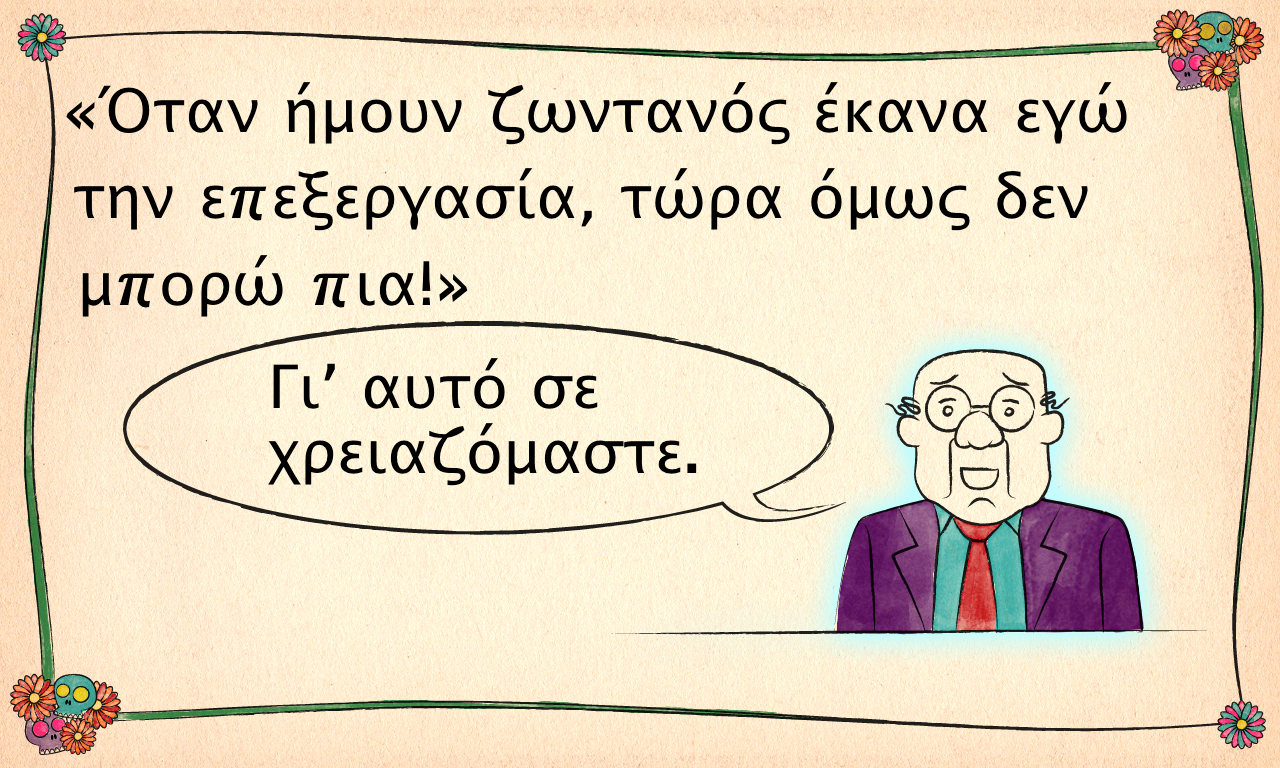 «Όταν ήμουν ζωντανός έκανα εγώ
την επεξεργασία, τώρα όμως δεν
μπορώ πια!»
Γι’ αυτό σε
χρειαζόμαστε.